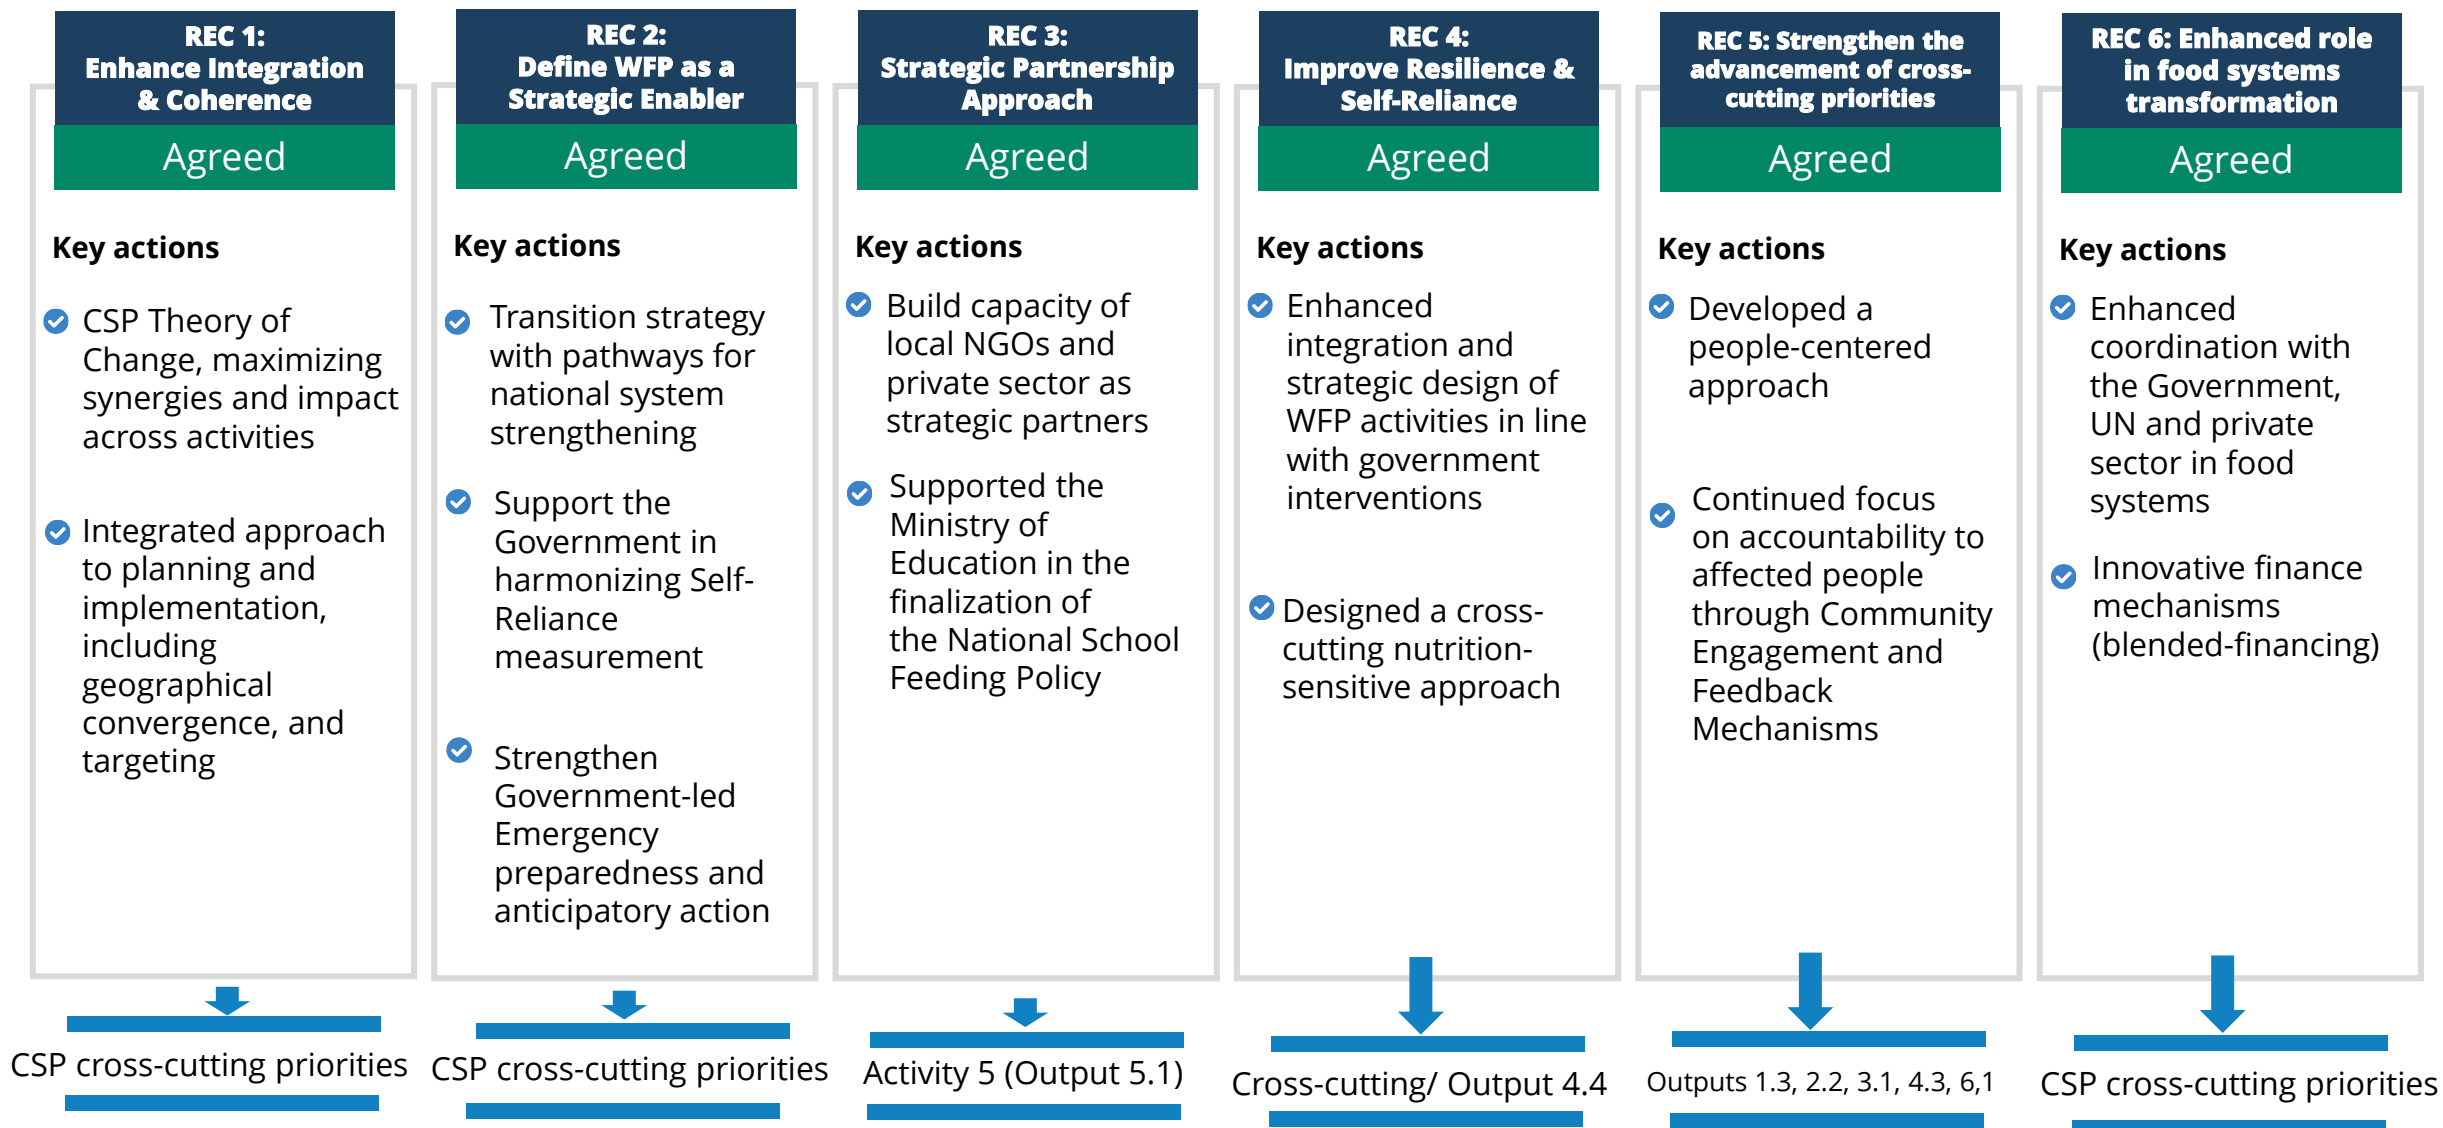 REC 1:
Enhance Integration
& Coherence
Agreed
Key actions
CSP Theory of
Change, maximizing
synergies and impact
across activities
Integrated approach
to planning and
implementation,
including
geographical
convergence, and
targeting
CSP cross-cutting priorities
REC 2:
Define WFP as a
Strategic Enabler
Agreed
Key actions
Transition strategy
with pathways for
national system
strengthening
Support the
Government in
harmonizing Self-
Reliance
measurement
Strengthen
Government-led
Emergency
preparedness and
anticipatory action
CSP cross-cutting priorities
REC 3:
Strategic Partnership
Approach
Agreed
Key actions
Build capacity of
local NGOs and
private sector as
strategic partners
Supported the
Ministry of
Education in the
finalization of
the National School
Feeding Policy
Activity 5 (Output 5.1)
REC 4:
Improve Resilience &
Self-Reliance
Agreed
Key actions
Enhanced
integration and
strategic design of
WFP activities in line
with government
interventions
Designed a cross-
cutting nutrition-
sensitive approach
Cross-cutting/ Output 4.4
REC 5: Strengthen the
advancement of cross-
cutting priorities
Agreed
Key actions
Developed a
people-centered
approach
Continued focus
on accountability to
affected people
through Community
Engagement and
Feedback
Mechanisms
Outputs 1.3, 2.2, 3.1, 4.3, 6,1
REC 6: Enhanced role
in food systems
transformation
Agreed
Key actions
Enhanced
coordination with
the Government,
UN and private
sector in food
systems
Innovative finance
mechanisms
(blended-financing)
CSP cross-cutting priorities